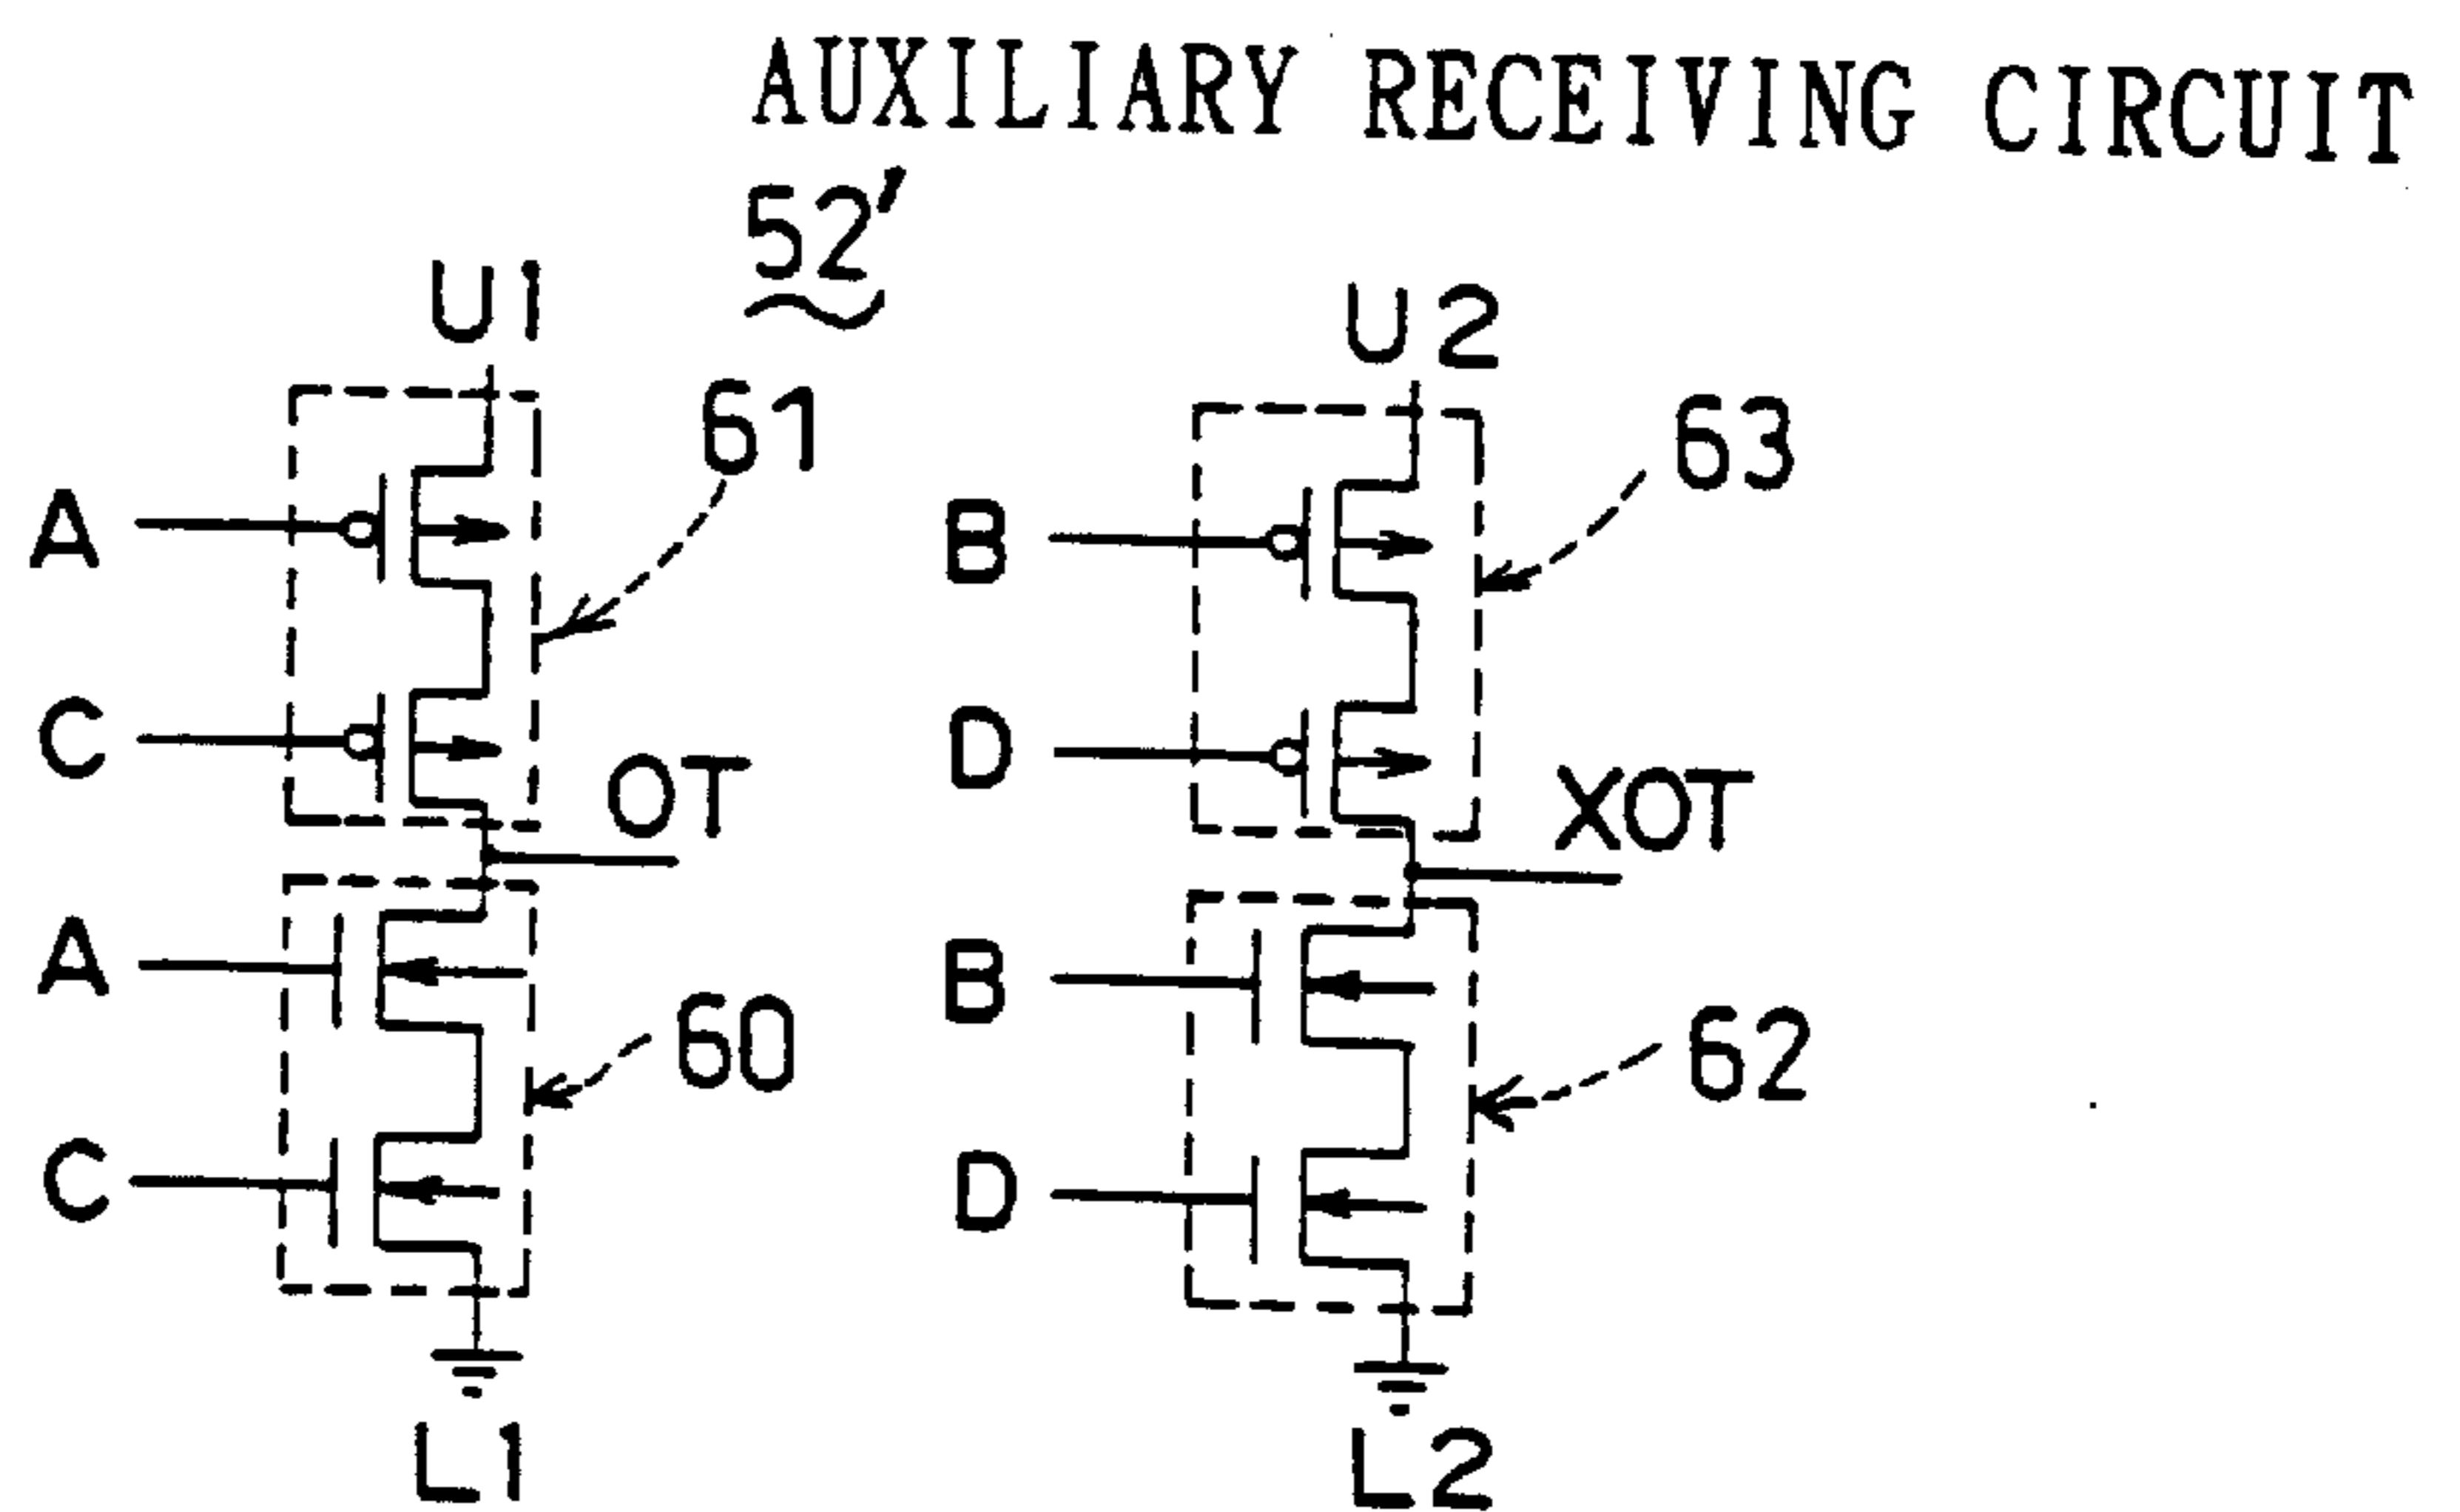 AUXILIARY RECEIVING CIRCUIT
52'
U1
U2
61
63
A
B
C
D
OT
XOT
A
B
60
62
C
D
L1
L2